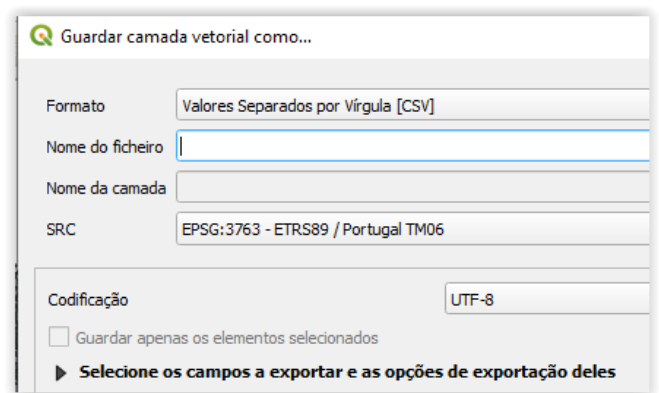 Guardar camada vetorial como...
Formato Valores Separados por Vírgula [CSV]
Nome do ficheiro
Nome da camada
SRC EPSG:3763 - ETRS89 / Portugal TM06
Codificação UTF-8
Guardar apenas os elementos selecionados
Selecione os campos a exportar e as opções de exportação deles